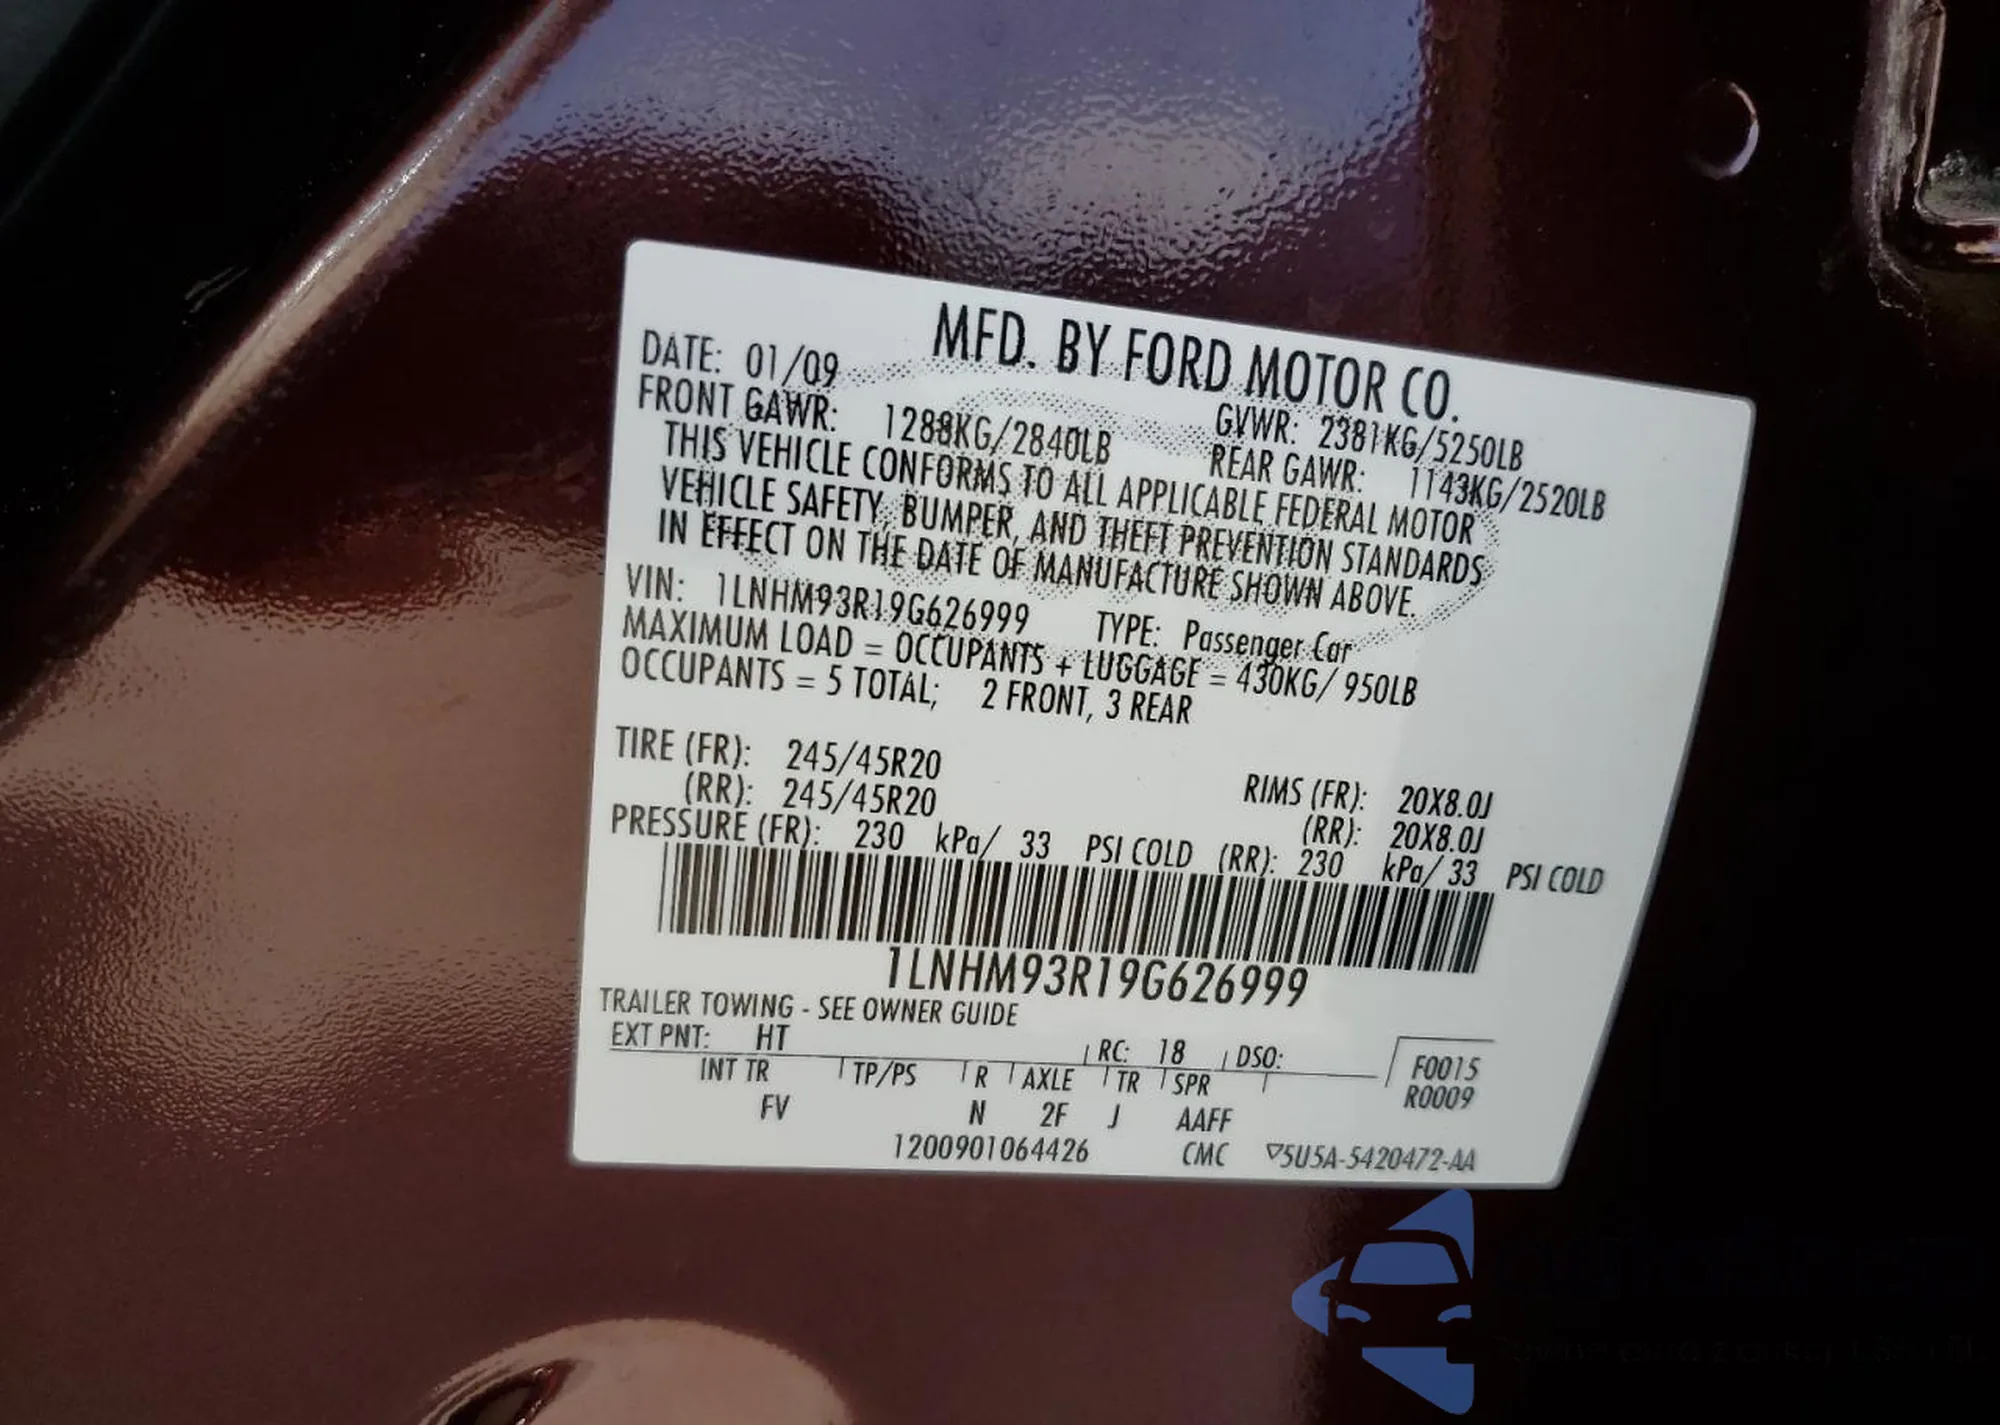 MFD. BY FORD MOTOR CO.
DATE: 01/09 GVWR: 2381KG/5250LB
FRONT GAWR: 1288KG/2840LB REAR GAWR: 1143KG/2520LB
THIS VEHICLE CONFORMS TO ALL APPLICABLE FEDERAL MOTOR
VEHICLE SAFETY, BUMPER, AND THEFT PREVENTION STANDARDS
IN EFFECT ON THE DATE OF MANUFACTURE SHOWN ABOVE.
VIN: 1LNHM93R19G626999 TYPE: Passenger Car
MAXIMUM LOAD = OCCUPANTS + LUGGAGE = 430KG/ 950LB
OCCUPANTS = 5 TOTAL; 2 FRONT, 3 REAR
TIRE (FR): 245/45R20 RIMS (FR): 20X8.0J
(RR): 245/45R20 (RR): 20X8.0J
PRESSURE (FR): 230 kPa/ 33 PSI COLD (RR): 230 kPa/ 33 PSI COLD
1LNHM93R19G626999
TRAILER TOWING - SEE OWNER GUIDE
EXT PNT: HT RC: 18 DSO: F0015
INT TR TP/PS R AXLE TR SPR R0009
FV N 2F J AAFF
1200901064426 CMC ▽5U5A-5420472-AA